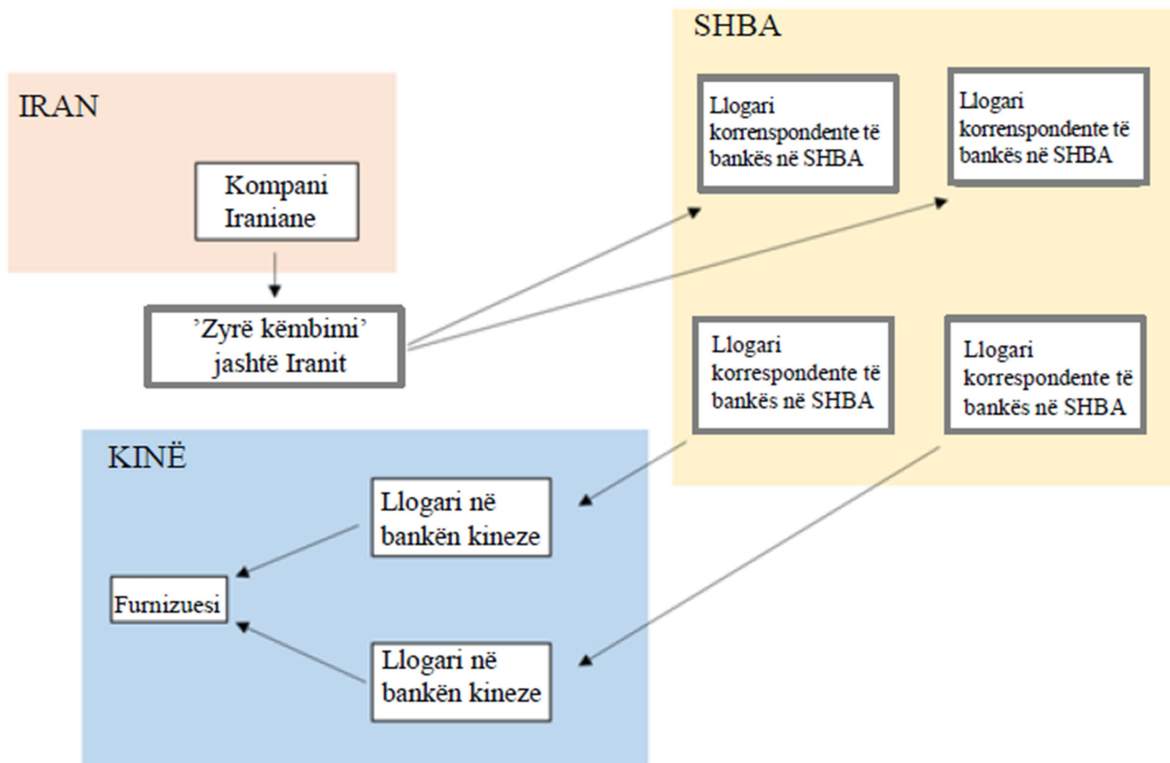 IRAN
Kompani
Iraniane
’Zyrë këmbimi’
jashtë Iranit
SHBA
Llogari
korrenspondente të
bankës në SHBA
Llogari
korrenspondente të
bankës në SHBA
Llogari
korrespondente të
bankës në SHBA
Llogari
korrespondente të
bankës në SHBA
KINË
Llogari në
bankën kineze
Furnizuesi
Llogari në
bankën kineze